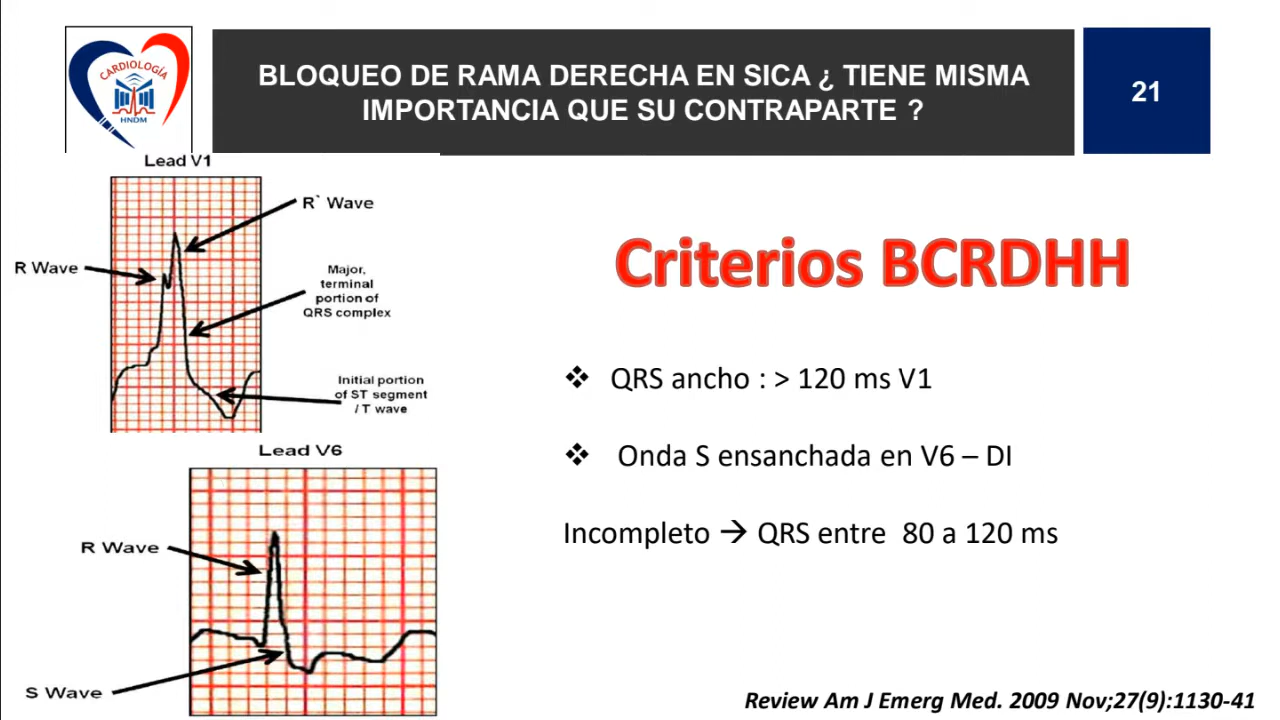 CARDIOLOGÍA
HNDM
BLOQUEO DE RAMA DERECHA EN SICA ¿ TIENE MISMA
IMPORTANCIA QUE SU CONTRAPARTE ?
21
Lead V1
R` Wave
R Wave
Major,
terminal
portion of
QRS complex
Initial portion
of ST segment
/ T wave
Lead V6
R Wave
S Wave
Criterios BCRDHH
❖ QRS ancho : > 120 ms V1
❖ Onda S ensanchada en V6 – DI
Incompleto → QRS entre 80 a 120 ms
Review Am J Emerg Med. 2009 Nov;27(9):1130-41